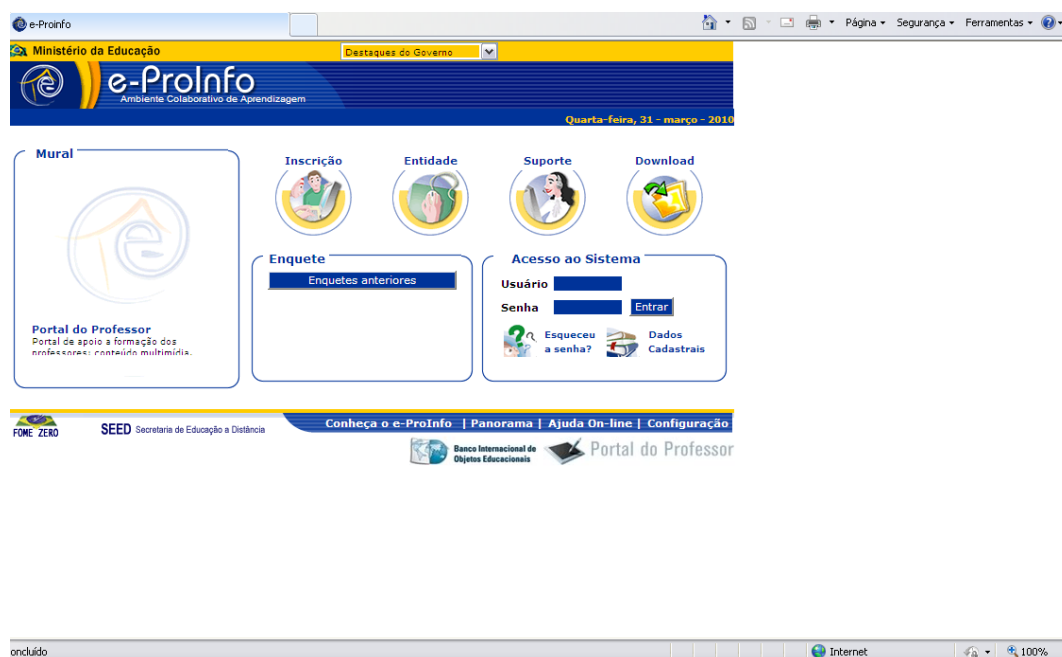 e-Proinfo
Página
Segurança
Ferramentas
Ministério da Educação
Destaques do Governo
e-ProInfo
Ambiente Colaborativo de Aprendizagem
Quarta-feira, 31 - março - 2010
Mural
Inscrição
Entidade
Suporte
Download
Portal do Professor
Portal de apoio a formação dos
professores: conteúdo multimídia,
Enquete
Enquetes anteriores
Acesso ao Sistema
Usuário
Senha
Entrar
Esqueceu
a senha?
Dados
Cadastrais
FOME ZERO
SEED Secretaria de Educação a Distância
Conheça o e-ProInfo | Panorama | Ajuda On-line | Configuração
Banco Internacional de
Objetos Educacionais
Portal do Professor
oncluído
Internet
100%